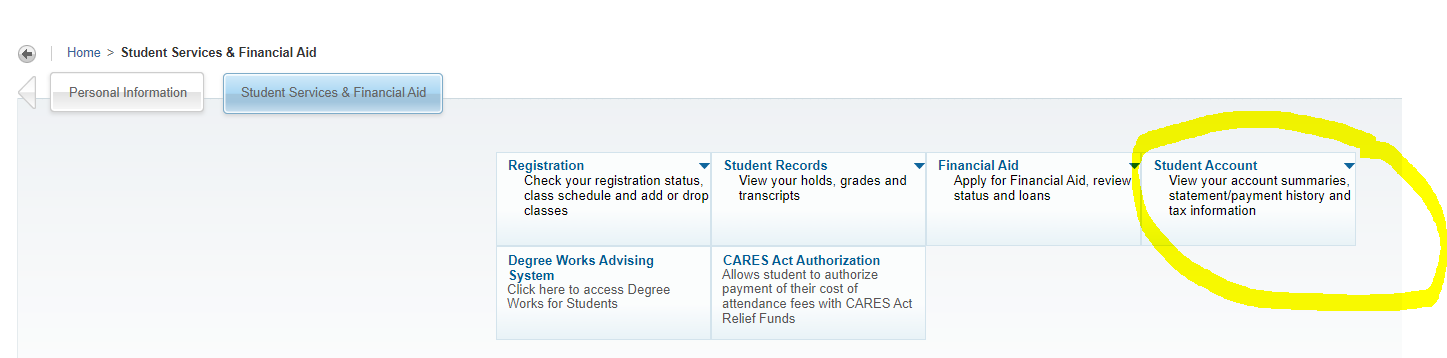 Home > Student Services & Financial Aid
Personal Information
Student Services & Financial Aid
Registration
Check your registration status,
class schedule and add or drop
classes
Student Records
View your holds, grades and
transcripts
Financial Aid
Apply for Financial Aid, review
status and loans
Student Account
View your account summaries,
statement/payment history and
tax information
Degree Works Advising
System
Click here to access Degree
Works for Students
CARES Act Authorization
Allows student to authorize
payment of their cost of
attendance fees with CARES Act
Relief Funds